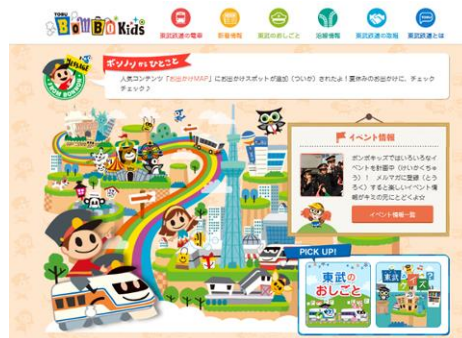 TOBU BOMBO Kids
東武鉄道の電車
新着情報
東武のおしごと
沿線情報
東武鉄道の取組
東武鉄道とは
ボンノリからひとこと
FROM BONNORI
人気コンテンツ「お出かけMAP」にお出かけスポットが追加（ついか）されたよ！夏休みのお出かけに、チェック
チェック♪
イベント情報
ボンボキッズではいろいろなイ
ベントを計画中（けいかくちゅ
う）！ メルマガに登録（とう
ろく）すると楽しいイベント情
報がキミの元にとどくよ☆
イベント情報一覧
PICK UP!
東武の
おしごと
東武の
クイズ